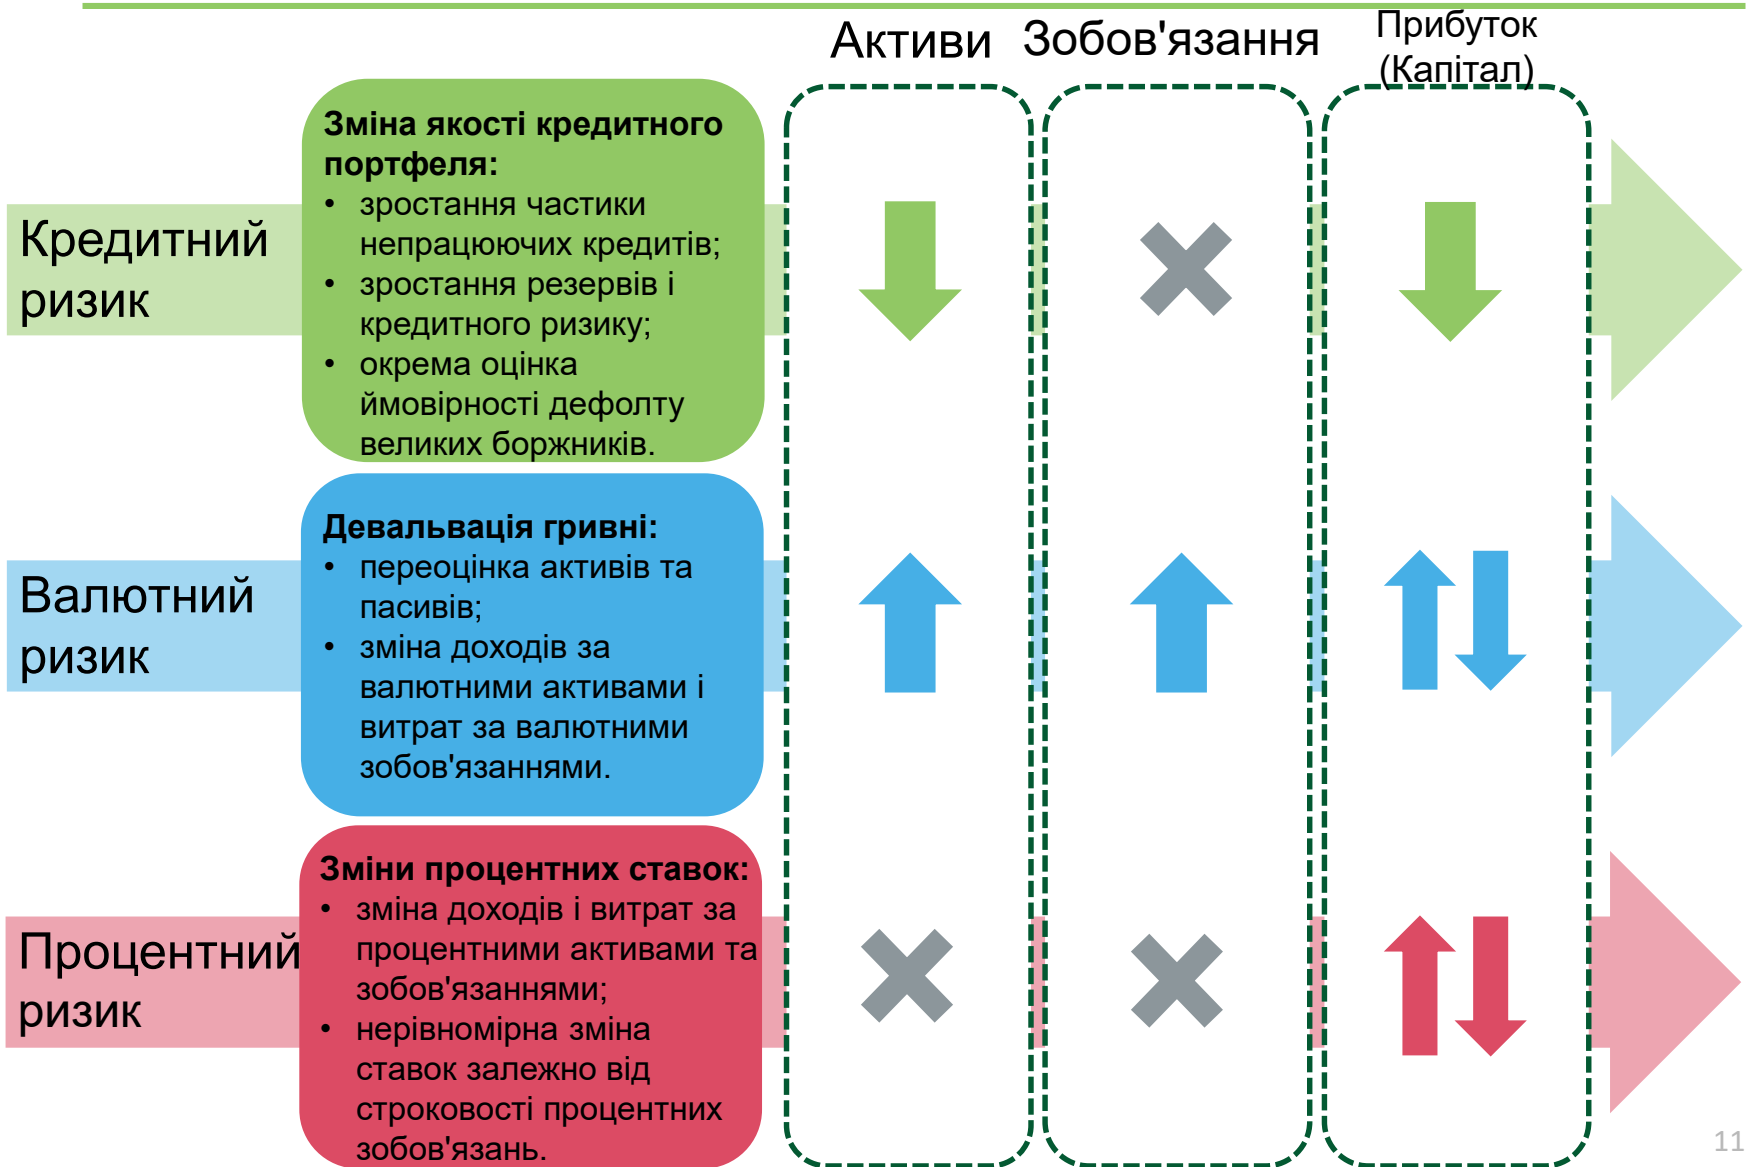 Активи
Зобов'язання
Прибуток
(Капітал)
Кредитний
ризик
Зміна якості кредитного
портфеля:
• зростання частики
непрацюючих кредитів;
• зростання резервів і
кредитного ризику;
• окрема оцінка
ймовірності дефолту
великих боржників.
Валютний
ризик
Девальвація гривні:
• переоцінка активів та
пасивів;
• зміна доходів за
валютними активами і
витрат за валютними
зобов'язаннями.
Процентний
ризик
Зміни процентних ставок:
• зміна доходів і витрат за
процентними активами та
зобов'язаннями;
• нерівномірна зміна
ставок залежно від
строковості процентних
зобов'язань.
11